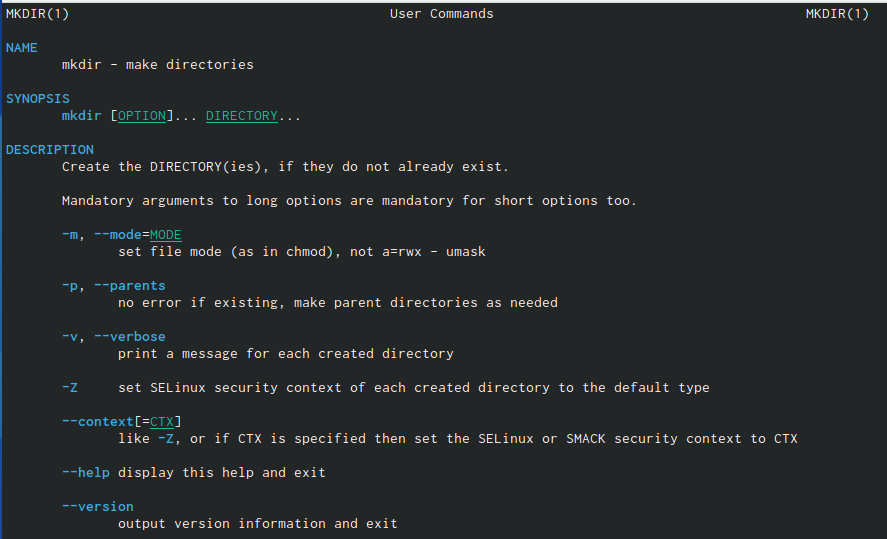 MKDIR(1) User Commands MKDIR(1)
NAME
mkdir - make directories
SYNOPSIS
mkdir [OPTION]... DIRECTORY...
DESCRIPTION
Create the DIRECTORY(ies), if they do not already exist.
Mandatory arguments to long options are mandatory for short options too.
-m, --mode=MODE
set file mode (as in chmod), not a=rwx - umask
-p, --parents
no error if existing, make parent directories as needed
-v, --verbose
print a message for each created directory
-Z set SELinux security context of each created directory to the default type
--context[=CTX]
like -Z, or if CTX is specified then set the SELinux or SMACK security context to CTX
--help display this help and exit
--version
output version information and exit